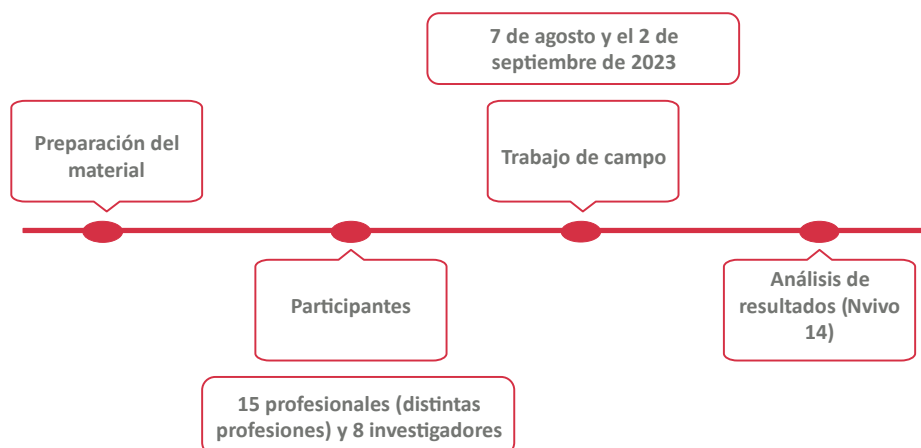 7 de agosto y el 2 de
septiembre de 2023
Preparación del
material
Trabajo de campo
Participantes
Análisis de
resultados (Nvivo
14)
15 profesionales (distintas
profesiones) y 8 investigadores